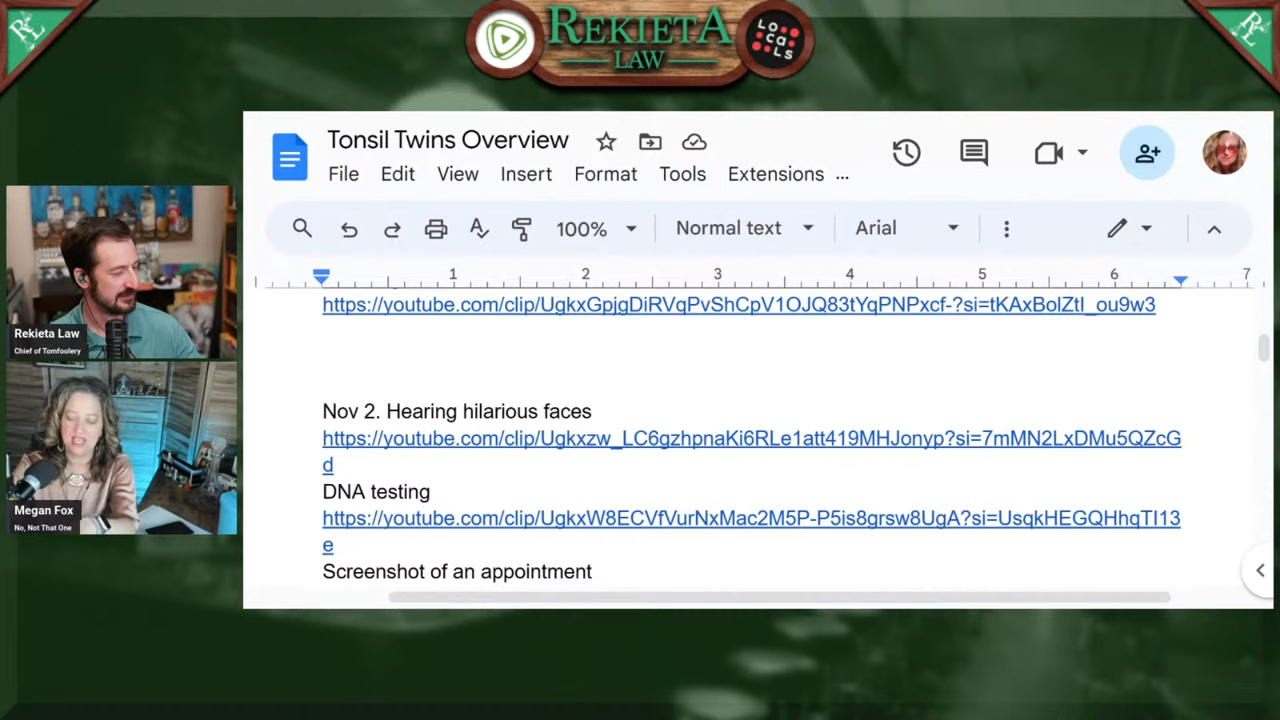 RL
REKIETA
LAW
LOCALS
RL
Tonsil Twins Overview
File Edit View Insert Format Tools Extensions ...
100% Normal text Arial
1 2 3 4 5 6 7
https://youtube.com/clip/UgkxGpjgDiRVqPvShCpV1OJQ83tYqPNPxcf-?si=tKAxBolZtI_ou9w3
Nov 2. Hearing hilarious faces
https://youtube.com/clip/Ugkxzw_LC6gzhpnaKi6RLe1att419MHJonyp?si=7mMN2LxDMu5QZcG
d
DNA testing
https://youtube.com/clip/UgkxW8ECVfVurNxMac2M5P-P5is8grsw8UgA?si=UsqkHEGQHhqTI13
e
Screenshot of an appointment
Rekieta Law
Chief of Tomfoolery
Megan Fox
No, Not That One